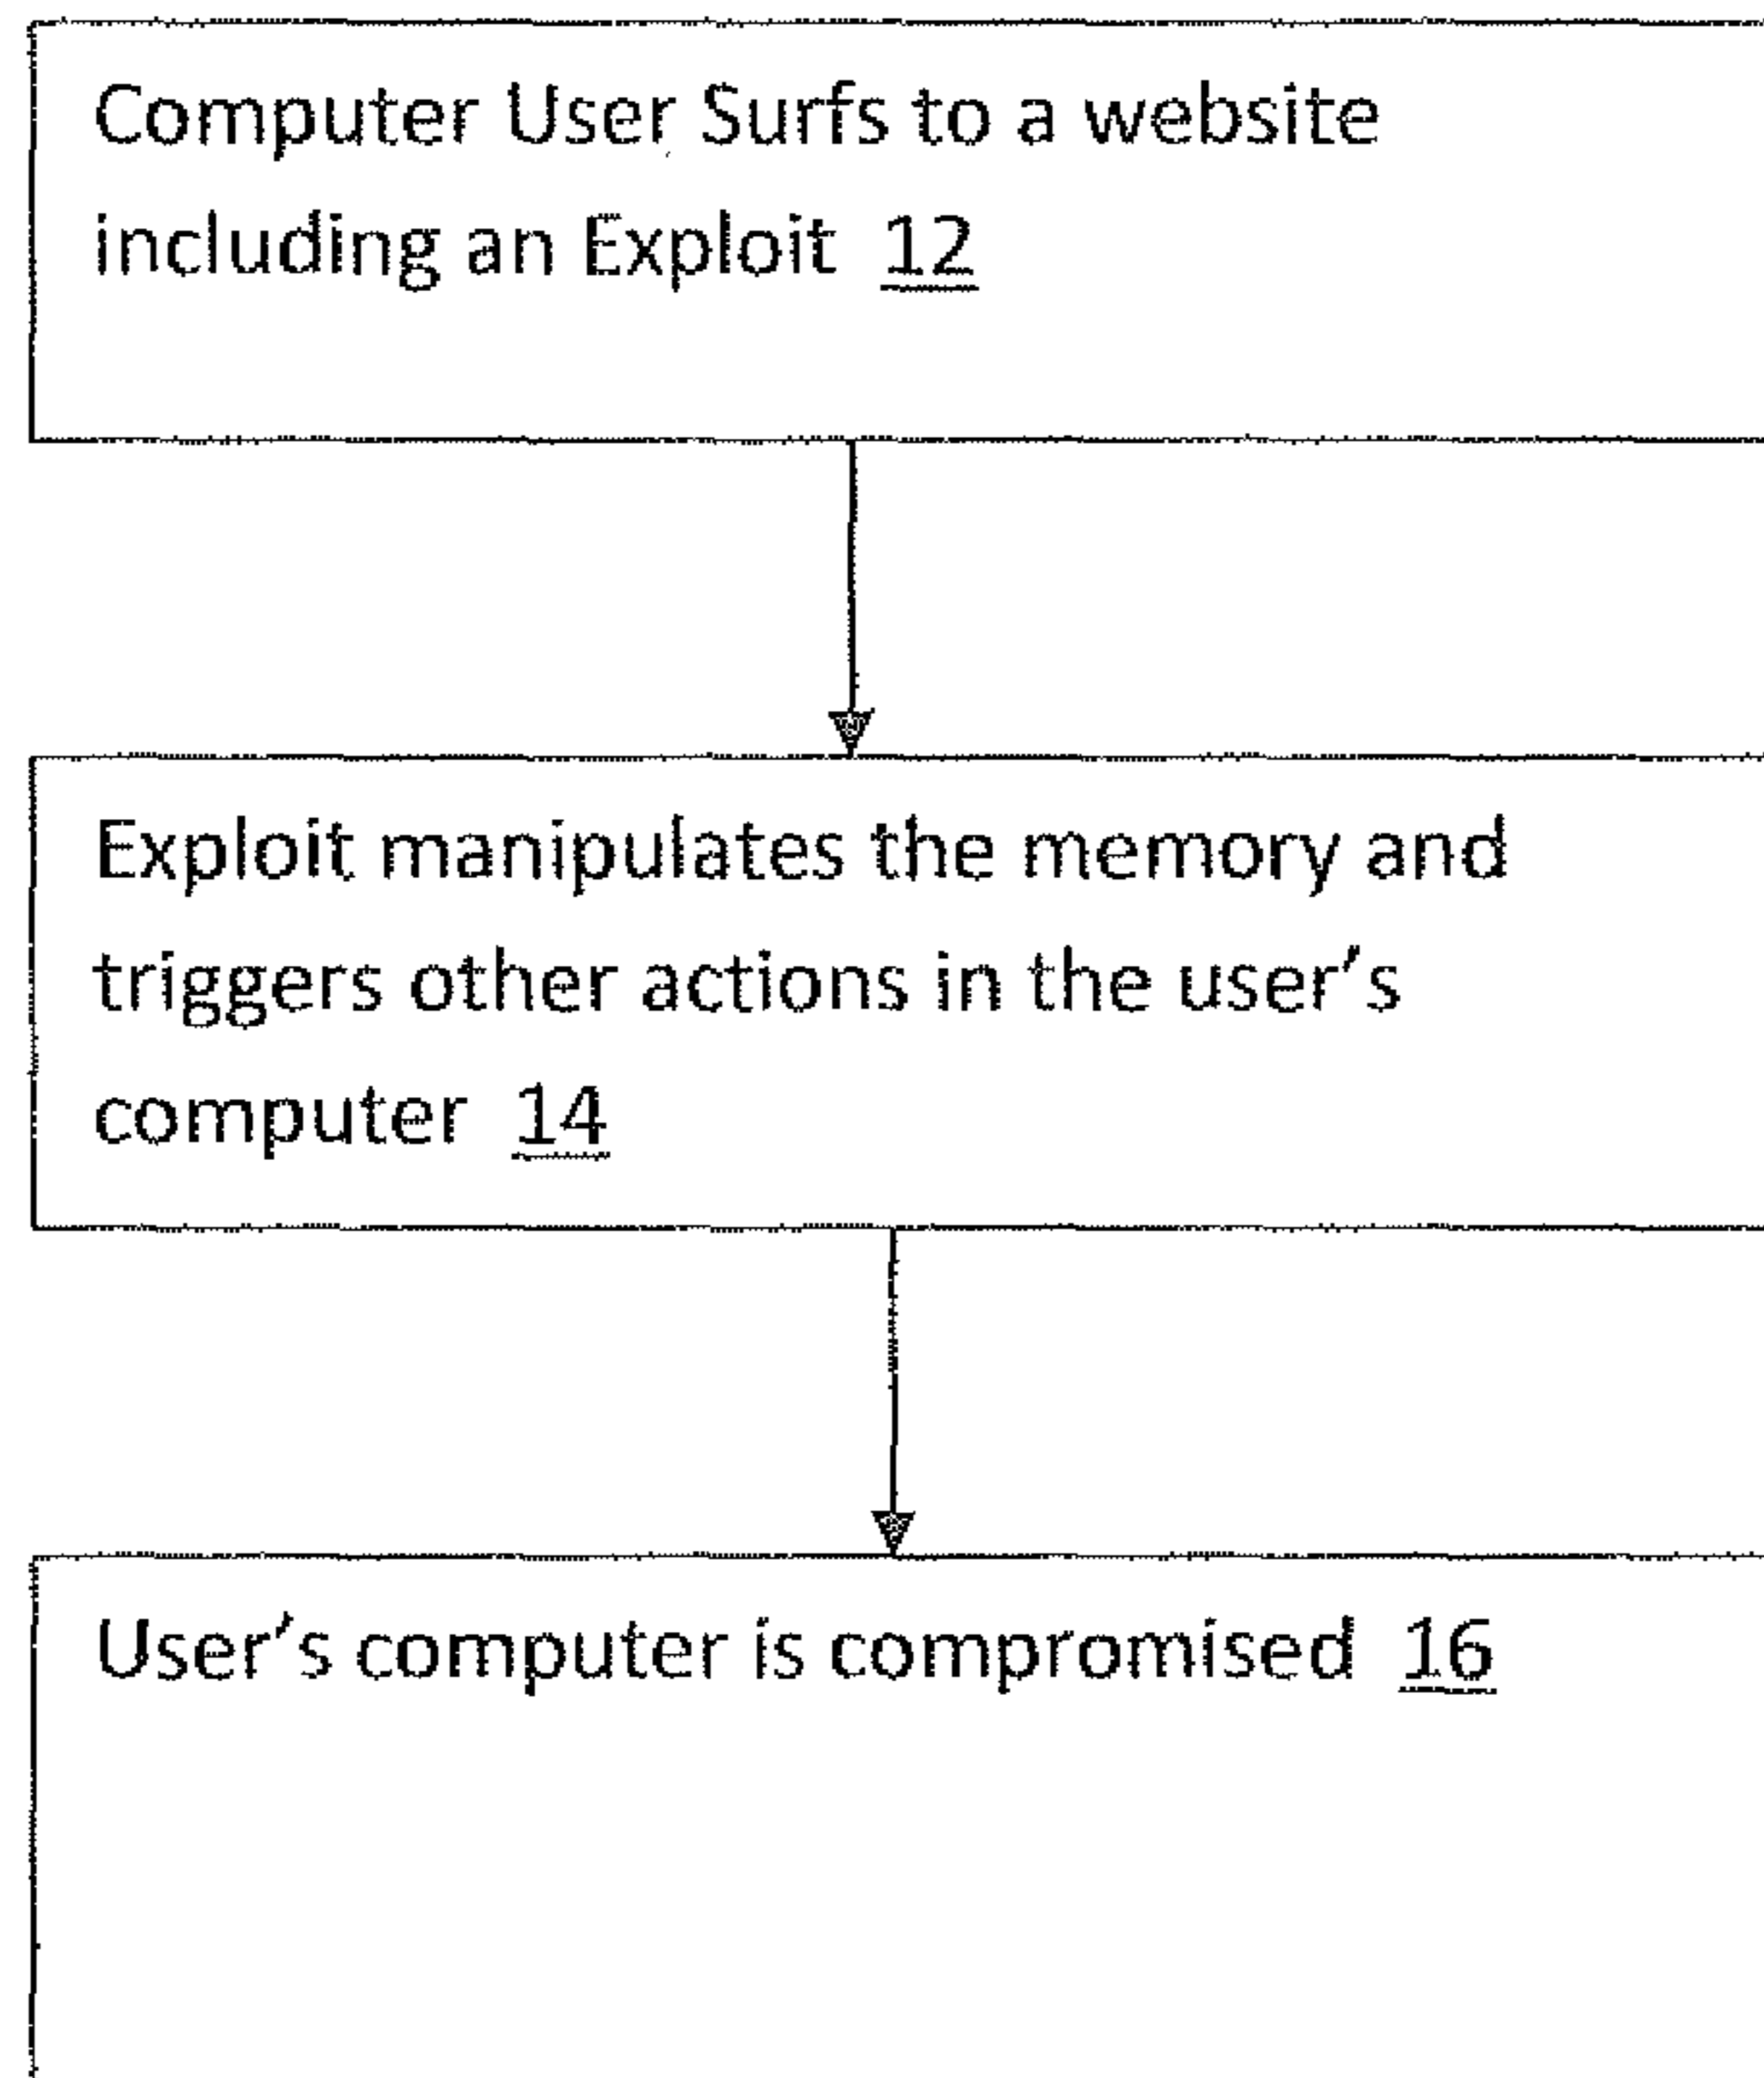 Computer User Surfs to a website
including an Exploit 12
Exploit manipulates the memory and
triggers other actions in the user's
computer 14
User's computer is compromised 16